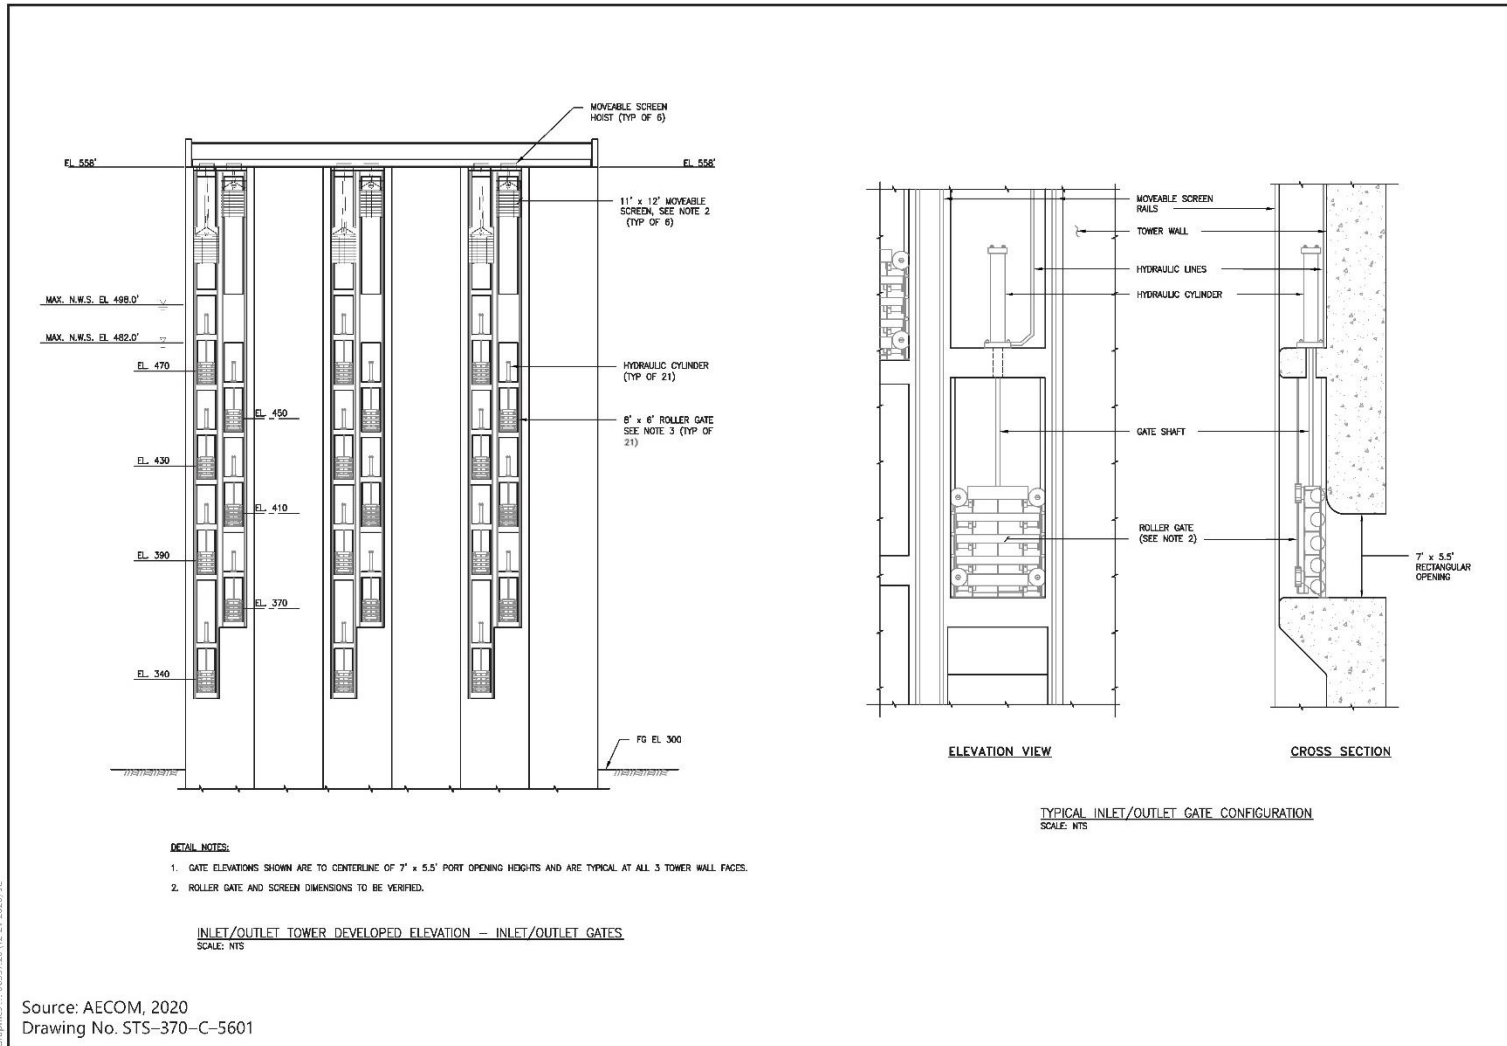 MOVEABLE SCREEN
HOIST (TYP OF 6)
EL 558'
EL 558'
11' x 12' MOVEABLE
SCREEN, SEE NOTE 2
(TYP OF 6)
MAX. N.W.S. EL 498.0'
MAX. N.W.S. EL 482.0'
EL 470
HYDRAULIC CYLINDER
(TYP OF 21)
EL 450
8' x 6' ROLLER GATE
SEE NOTE 3 (TYP OF
21)
EL 430
EL 410
EL 390
EL 370
EL 340
FG EL 300
DETAIL NOTES:
1. GATE ELEVATIONS SHOWN ARE TO CENTERLINE OF 7' x 5.5' PORT OPENING HEIGHTS AND ARE TYPICAL AT ALL 3 TOWER WALL FACES.
2. ROLLER GATE AND SCREEN DIMENSIONS TO BE VERIFIED.
INLET/OUTLET TOWER DEVELOPED ELEVATION – INLET/OUTLET GATES
SCALE: NTS
MOVEABLE SCREEN
RAILS
TOWER WALL
HYDRAULIC LINES
HYDRAULIC CYLINDER
GATE SHAFT
ROLLER GATE
(SEE NOTE 2)
7' x 5.5'
RECTANGULAR
OPENING
ELEVATION VIEW
CROSS SECTION
TYPICAL INLET/OUTLET GATE CONFIGURATION
SCALE: NTS
Source: AECOM, 2020
Drawing No. STS–370–C–5601